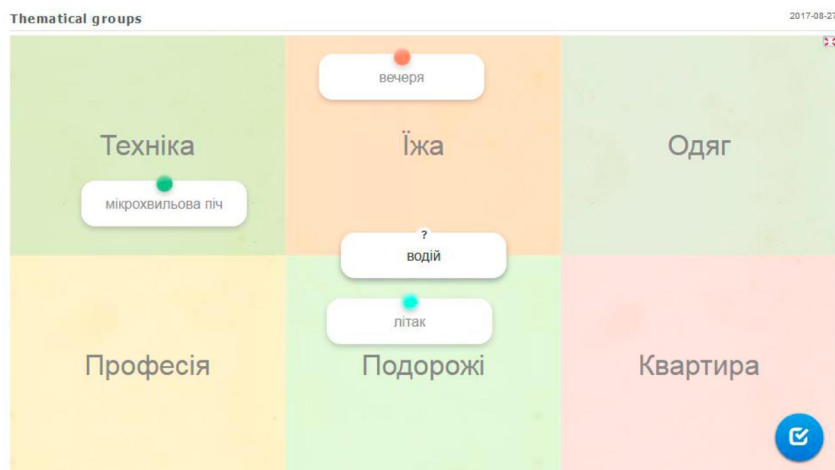 Thematical groups
2017-08-27
вечеря
Техніка
Їжа
Одяг
мікрохвильова піч
?
водій
літак
Професія
Подорожі
Квартира